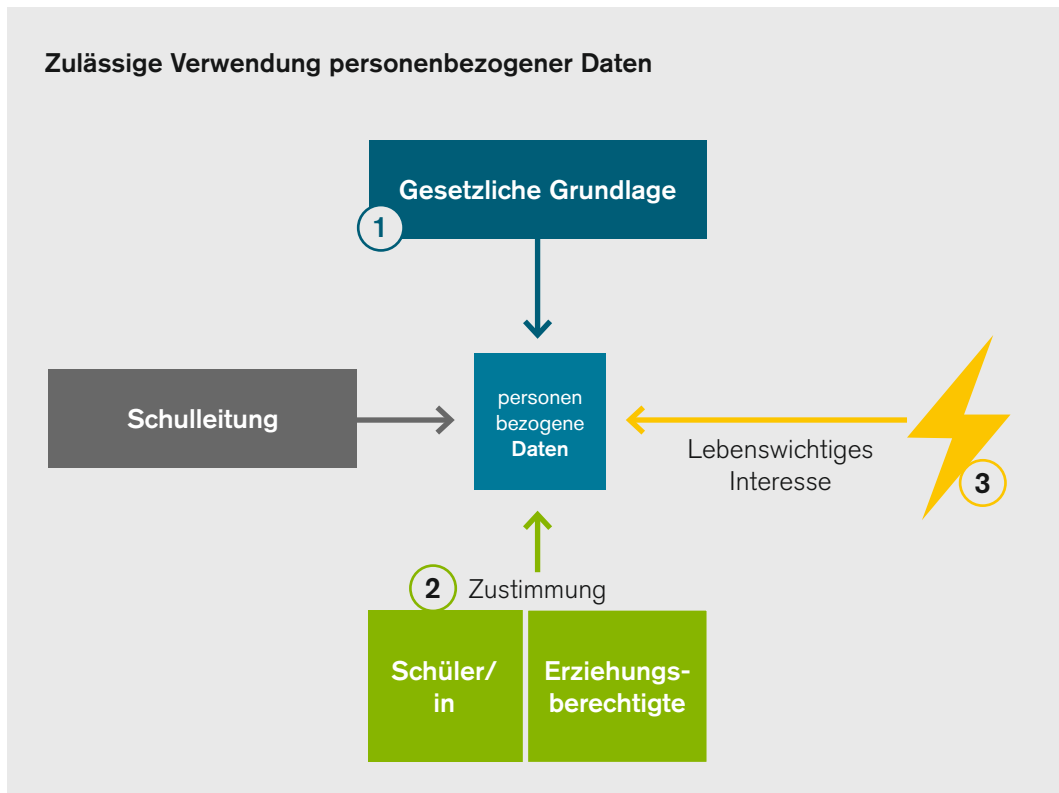 Zulässige Verwendung personenbezogener Daten
Gesetzliche Grundlage
1
Schulleitung
personen
bezogene
Daten
Lebenswichtiges
Interesse
3
2 Zustimmung
Schüler/
in
Erziehungs-
berechtigte